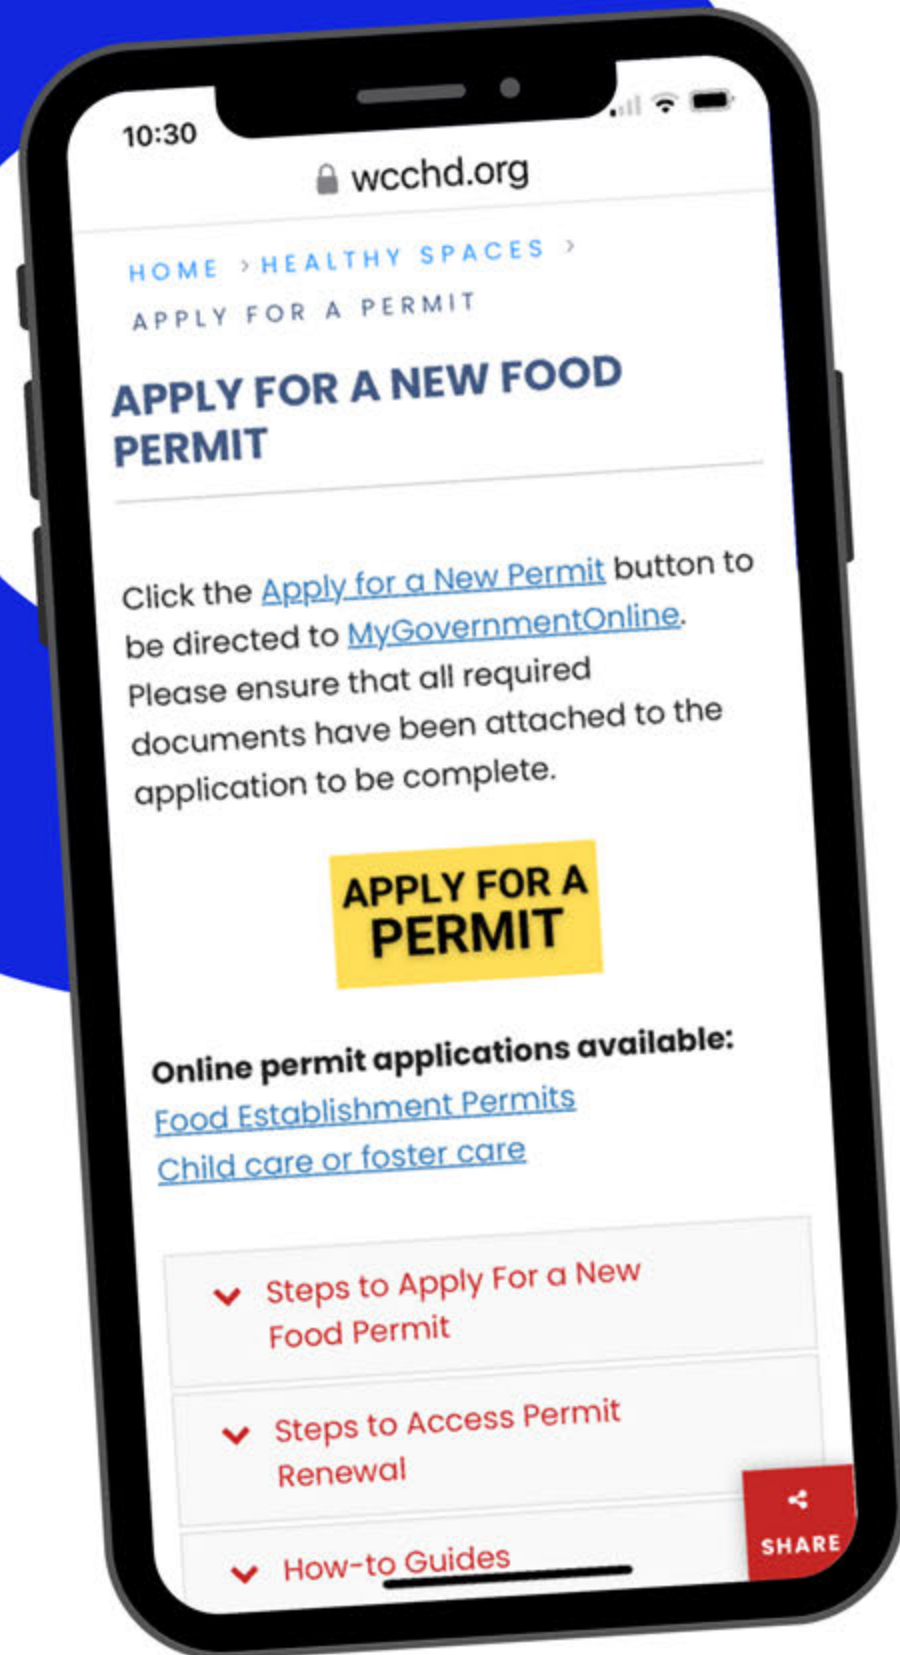 10:30
wcchd.org
HOME > HEALTHY SPACES >
APPLY FOR A PERMIT
APPLY FOR A NEW FOOD
PERMIT
Click the Apply for a New Permit button to
be directed to MyGovernmentOnline.
Please ensure that all required
documents have been attached to the
application to be complete.
APPLY FOR A
PERMIT
Online permit applications available:
Food Establishment Permits
Child care or foster care
Steps to Apply For a New
Food Permit
Steps to Access Permit
Renewal
How-to Guides
SHARE